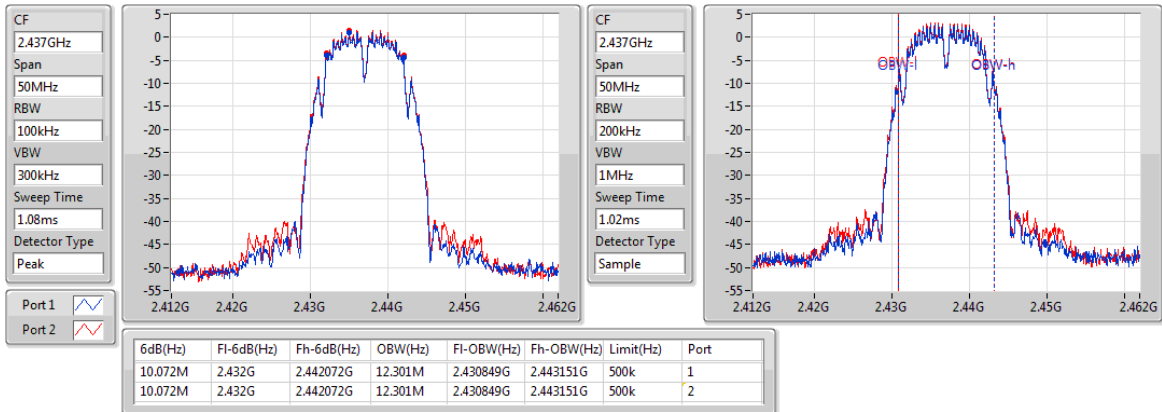 CF
2.437GHz
Span
50MHz
RBW
100kHz
VBW
300kHz
Sweep Time
1.08ms
Detector Type
Peak
Port 1
Port 2
5
0
-5
-10
-15
-20
-25
-30
-35
-40
-45
-50
-55
2.412G 2.42G 2.43G 2.44G 2.45G 2.462G
CF
2.437GHz
Span
50MHz
RBW
200kHz
VBW
1MHz
Sweep Time
1.02ms
Detector Type
Sample
5
0
-5
-10
-15
-20
-25
-30
-35
-40
-45
-50
-55
OBW-l OBW-h
2.412G 2.42G 2.43G 2.44G 2.45G 2.462G
6dB(Hz) Fl-6dB(Hz) Fh-6dB(Hz) OBW(Hz) Fl-OBW(Hz) Fh-OBW(Hz) Limit(Hz) Port
10.072M 2.432G 2.442072G 12.301M 2.430849G 2.443151G 500k 1
10.072M 2.432G 2.442072G 12.301M 2.430849G 2.443151G 500k 2